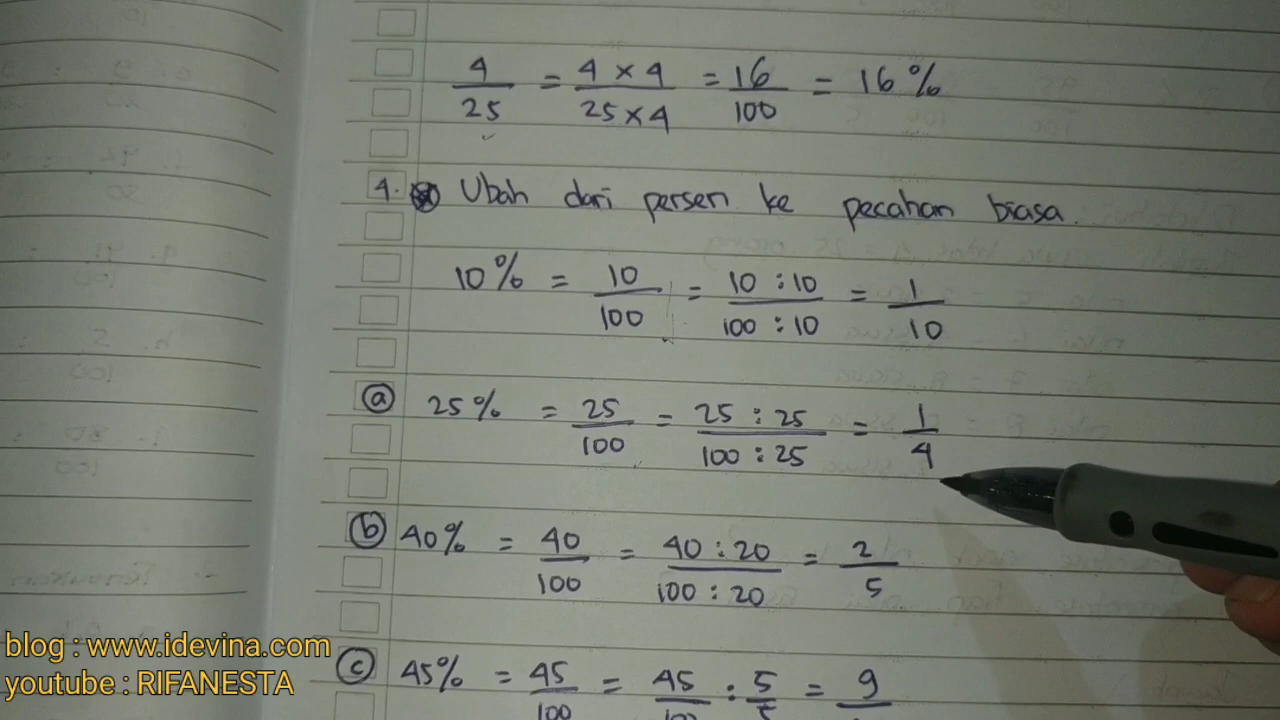 4/25 = 4 × 4/25 × 4 = 16/100 = 16%
4. Ubah dari persen ke pecahan biasa.
10% = 10/100 = 10 : 10/100 : 10 = 1/10
a 25% = 25/100 = 25 : 25/100 : 25 = 1/4
b 40% = 40/100 = 40 : 20/100 : 20 = 2/5
c 45% = 45/100 = 45/100 : 5/5 = 9
blog : www.idevina.com
youtube : RIFANESTA